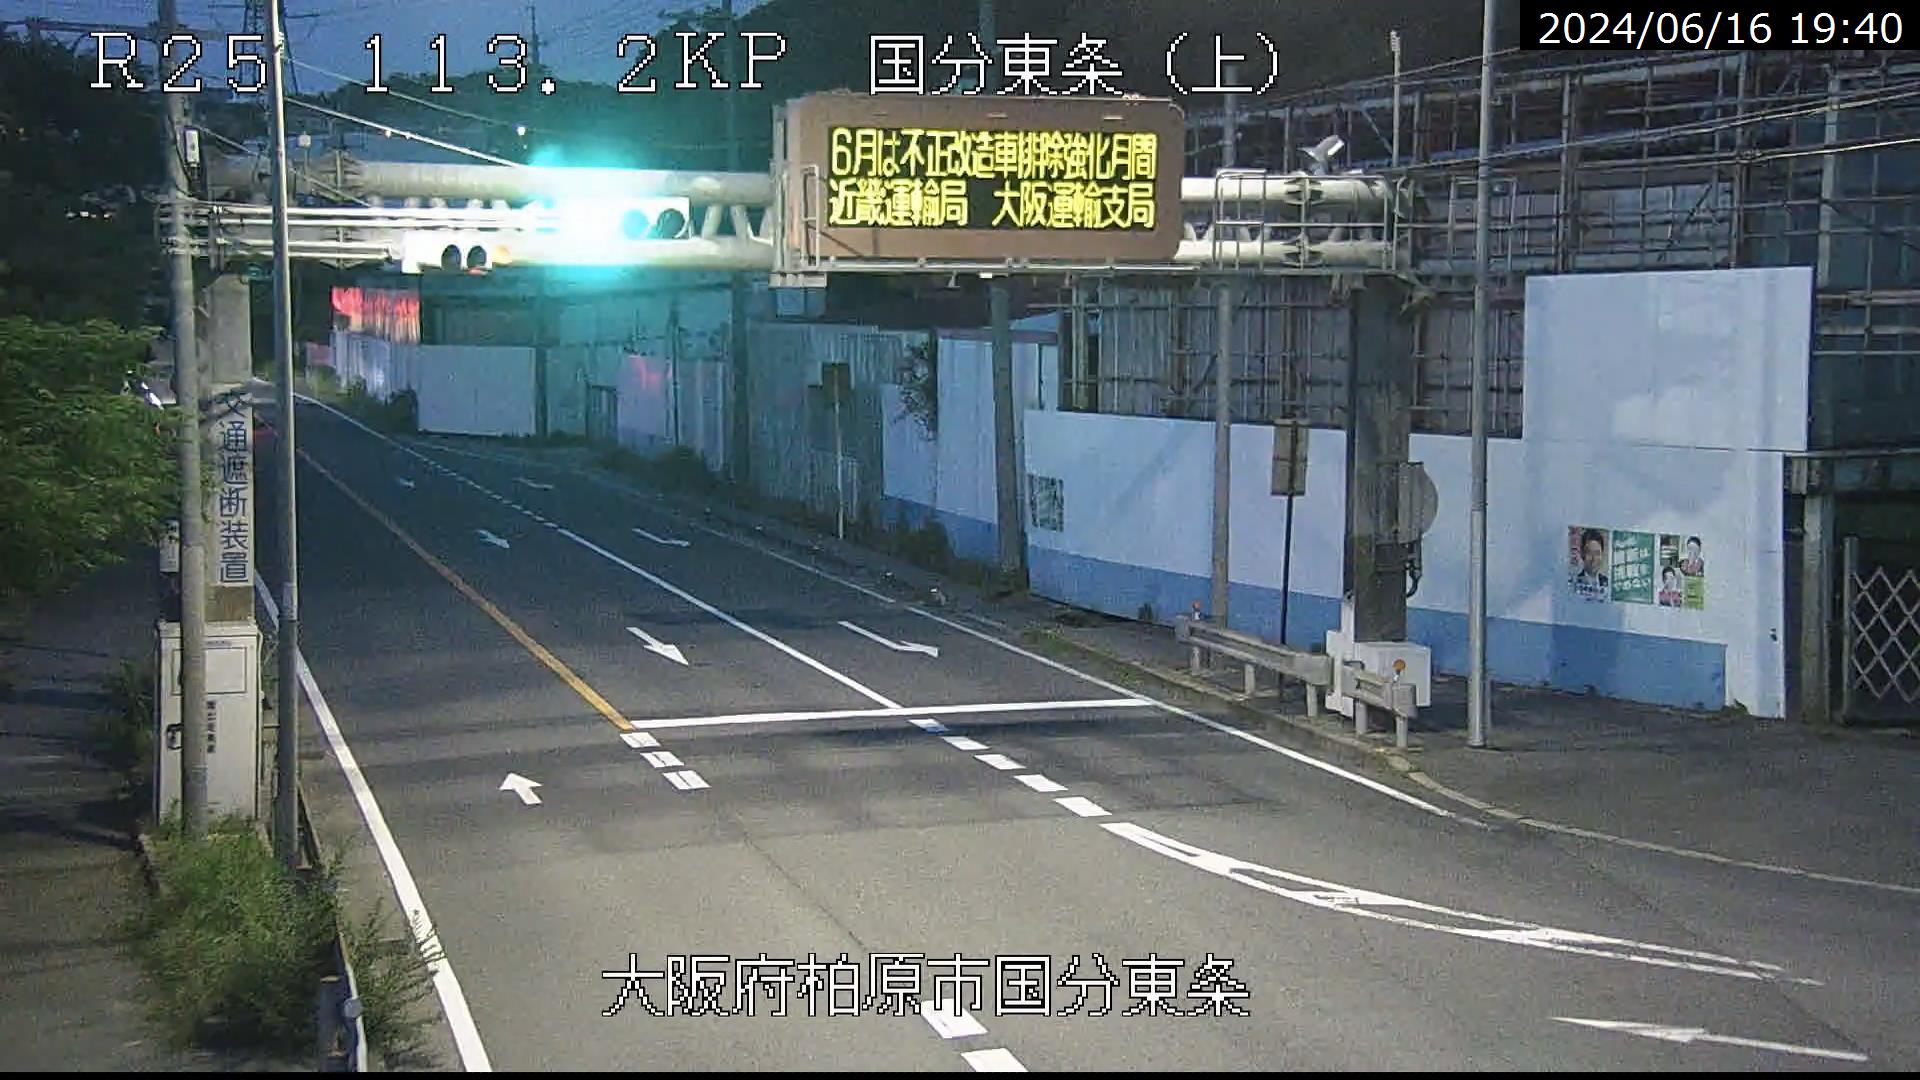 2024/06/16 19:40
R25 113.2KP 国分東条(上)
6月は不正改造車排除強化月間
近畿運輸局 大阪運輸支局
交通遮断装置
大阪府柏原市国分東条